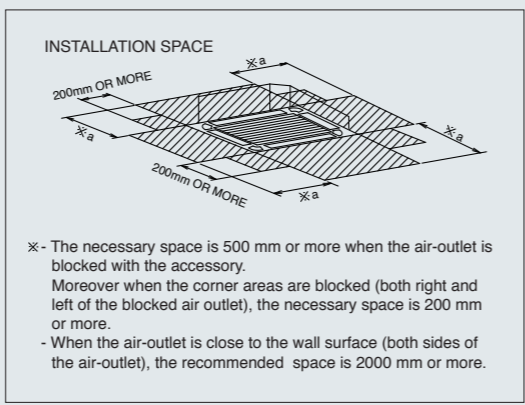 INSTALLATION SPACE
※a
200mm OR MORE
※a
※a
200mm OR MORE
※a
※- The necessary space is 500 mm or more when the air-outlet is
blocked with the accessory.
Moreover when the corner areas are blocked (both right and
left of the blocked air outlet), the necessary space is 200 mm
or more.
- When the air-outlet is close to the wall surface (both sides of
the air-outlet), the recommended space is 2000 mm or more.